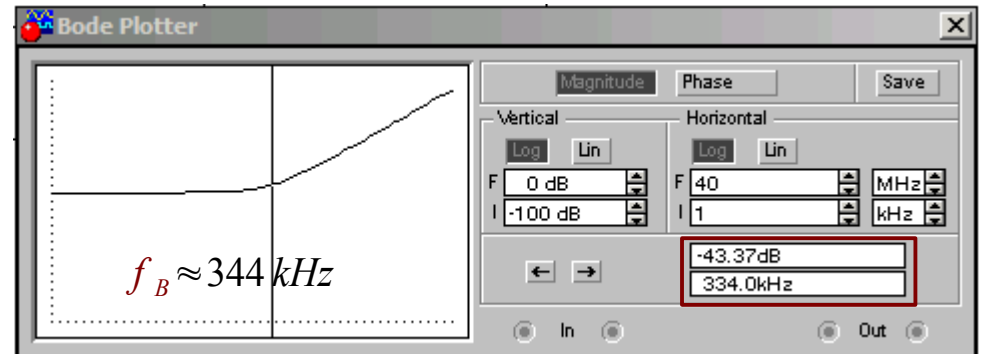 Bode Plotter
Magnitude Phase Save
Vertical Horizontal
Log Lin Log Lin
F 0 dB F 40 MHz
I -100 dB I 1 kHz
f B ≈ 344 kHz
-43.37dB
334.0kHz
← →
In Out